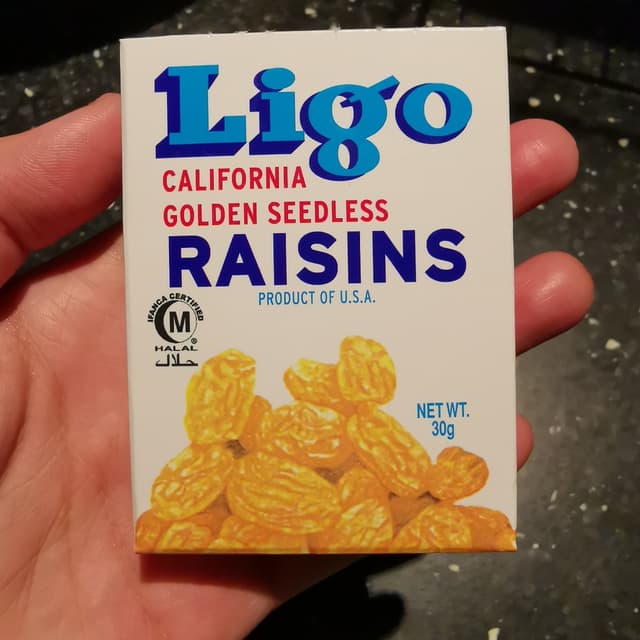 Ligo
CALIFORNIA
GOLDEN SEEDLESS
RAISINS
PRODUCT OF U.S.A.
IFANCA CERTIFIED
M
®
HALAL
حلال
NET WT.
30g